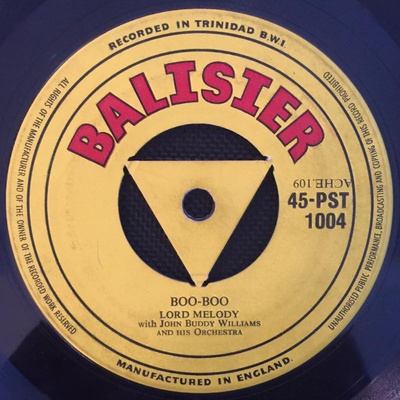 RECORDED IN TRINIDAD B.W.I.
BALISIER
ALL RIGHTS OF THE MANUFACTURER AND OF THE OWNER OF THE RECORDED WORK RESERVED
UNAUTHORISED PUBLIC PERFORMANCE, BROADCASTING AND COPYING OF THIS RECORD PROHIBITED
ACHE.109
45-PST
1004
BOO-BOO
LORD MELODY
with JOHN BUDDY WILLIAMS
AND HIS ORCHESTRA
MANUFACTURED IN ENGLAND.